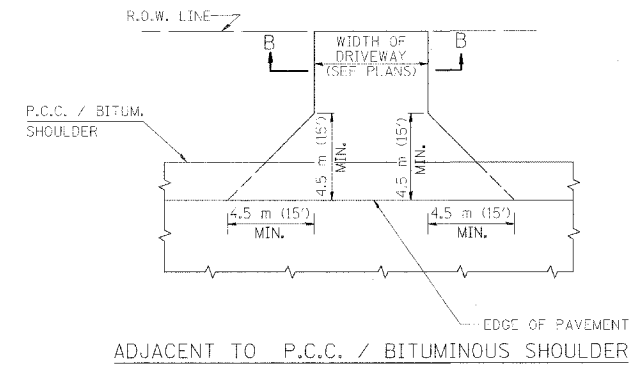 R.O.W. LINE
B
B
WIDTH OF
DRIVEWAY
(SEE PLANS)
P.C.C. / BITUM.
SHOULDER
4.5 m (15')
MIN.
4.5 m (15')
MIN.
4.5 m (15')
MIN.
4.5 m (15')
MIN.
EDGE OF PAVEMENT
ADJACENT TO P.C.C. / BITUMINOUS SHOULDER